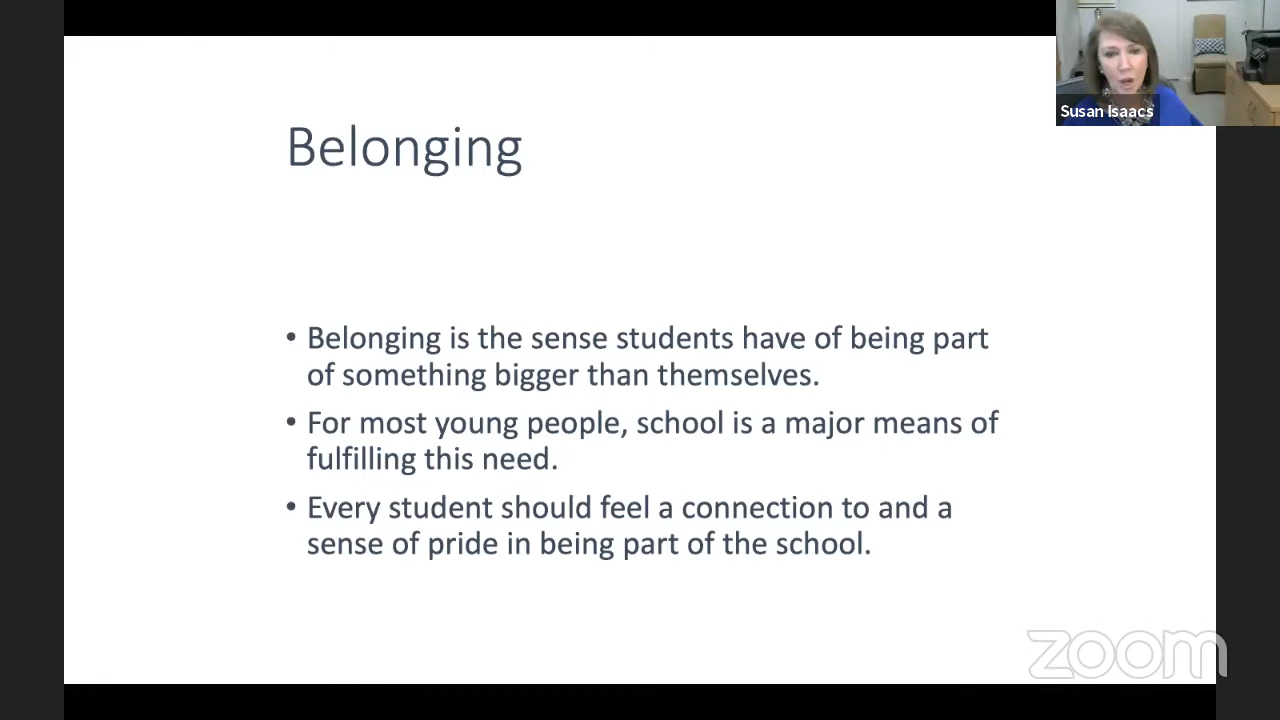 Susan Isaacs
Belonging
• Belonging is the sense students have of being part
of something bigger than themselves.
• For most young people, school is a major means of
fulfilling this need.
• Every student should feel a connection to and a
sense of pride in being part of the school.
zoom